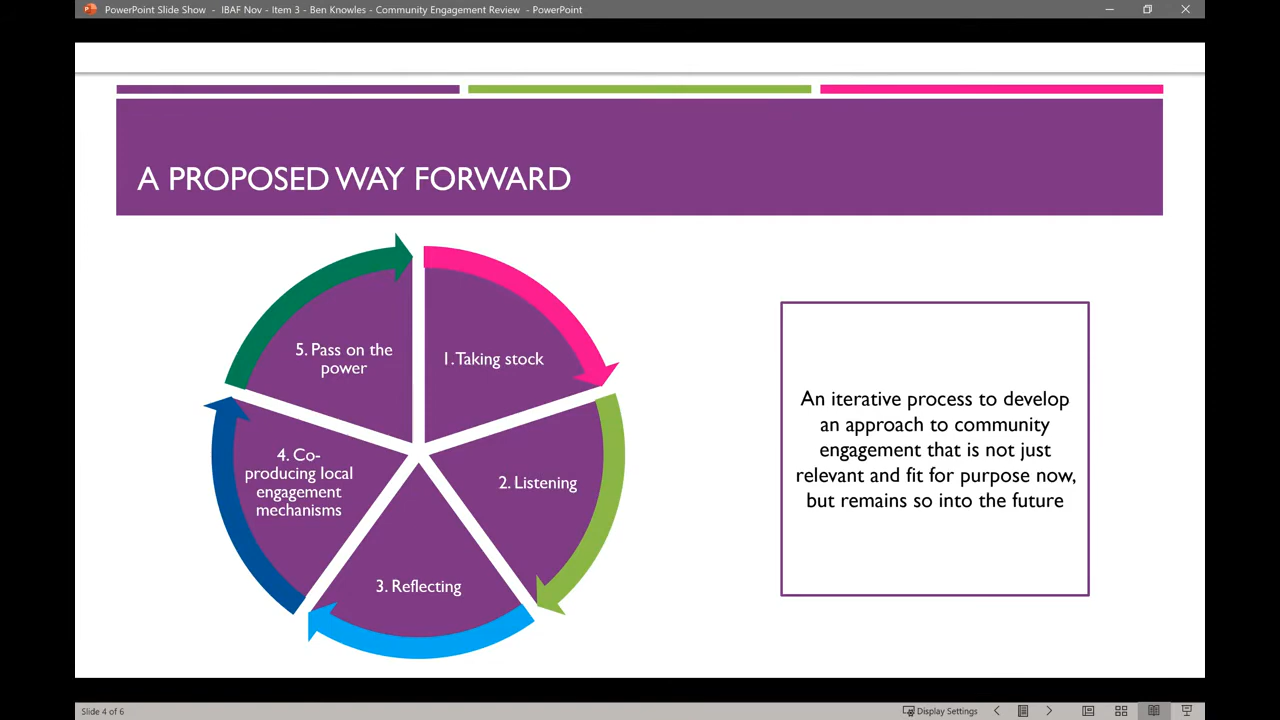 PowerPoint Slide Show - IBAF Nov - Item 3 - Ben Knowles - Community Engagement Review - PowerPoint
A PROPOSED WAY FORWARD
1. Taking stock
2. Listening
3. Reflecting
4. Co-
producing local
engagement
mechanisms
5. Pass on the
power
An iterative process to develop
an approach to community
engagement that is not just
relevant and fit for purpose now,
but remains so into the future
Slide 4 of 6
Display Settings